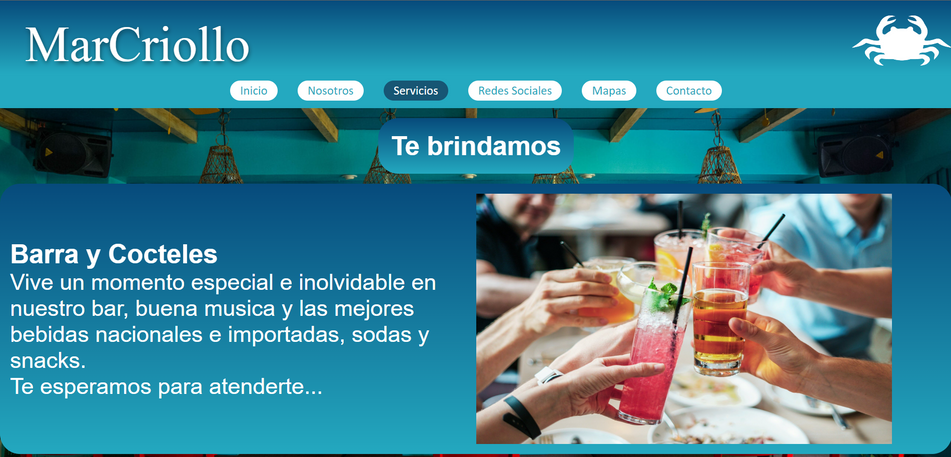 MarCriollo
Inicio Nosotros Servicios Redes Sociales Mapas Contacto
Te brindamos
Barra y Cocteles
Vive un momento especial e inolvidable en
nuestro bar, buena musica y las mejores
bebidas nacionales e importadas, sodas y
snacks.
Te esperamos para atenderte...